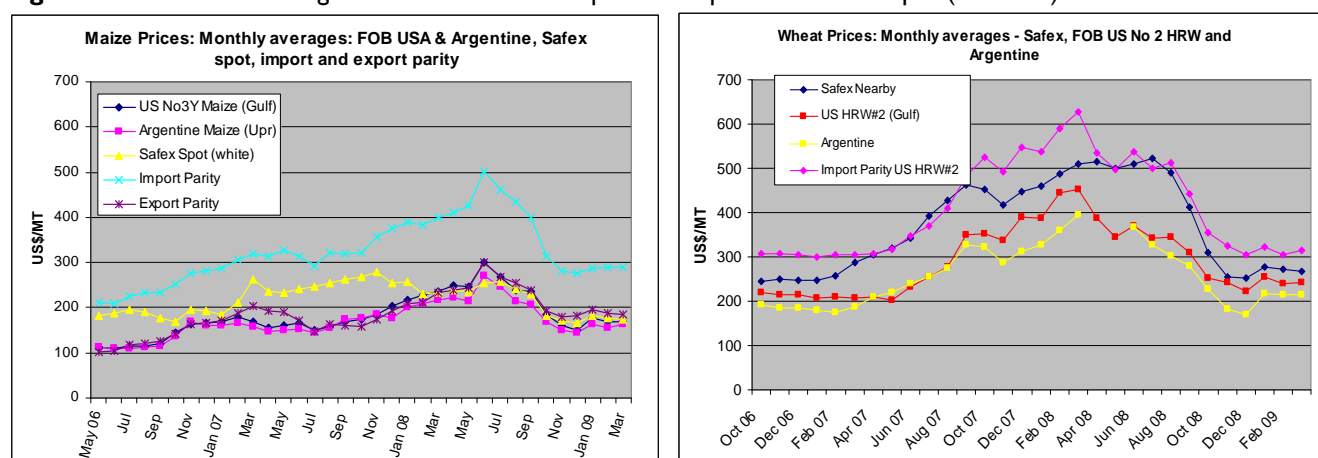 Maize Prices: Monthly averages: FOB USA & Argentine, Safex
spot, import and export parity
700
600
500
400
300
200
100
0
US$/MT
US No3Y Maize (Gulf)
Argentine Maize (Upr)
Safex Spot (white)
Import Parity
Export Parity
May 06
Jul
Sep
Nov
Jan 07
Mar
May
Jul
Sep
Nov
Jan 08
Mar
May
Jul
Sep
Nov
Jan 09
Mar
Wheat Prices: Monthly averages - Safex, FOB US No 2 HRW and
Argentine
700
600
500
400
300
200
100
0
US$/MT
Safex Nearby
US HRW#2 (Gulf)
Argentine
Import Parity US HRW#2
Oct 06
Dec 06
Feb 07
Apr 07
Jun 07
Aug 07
Oct 07
Dec 07
Feb 08
Apr 08
Jun 08
Aug 08
Oct 08
Dec 08
Feb 09